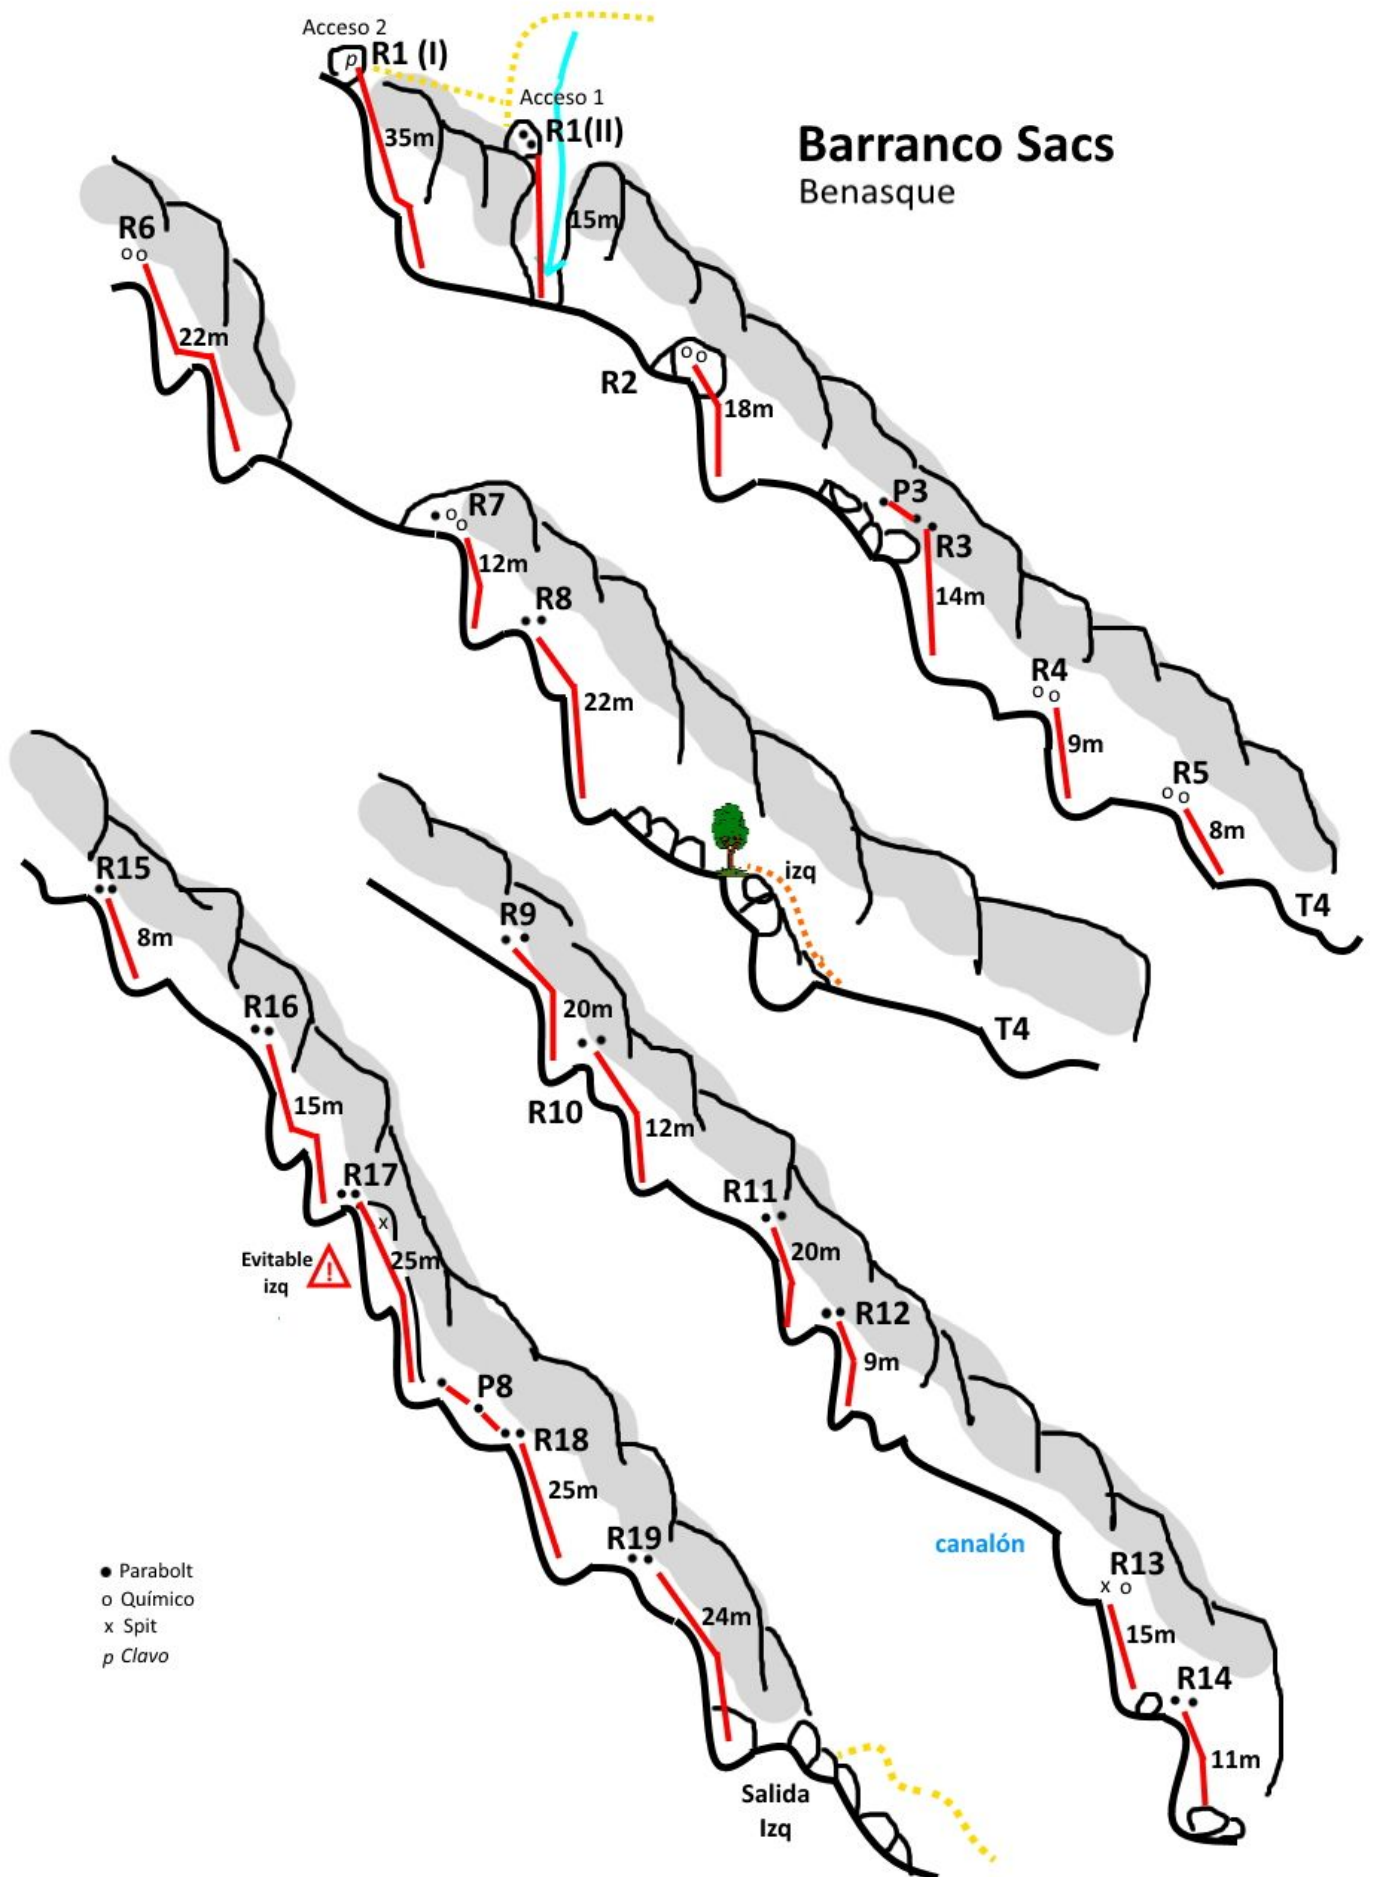 Barranco Sacs
Benasque
Acceso 2
p
R1 (I)
35m
Acceso 1
R1(II)
15m
R2
18m
P3
R3
14m
R4
9m
R5
8m
T4
R6
22m
R7
12m
R8
22m
izq
T4
R9
20m
R10
12m
R11
20m
R12
9m
canalón
R13
x o
15m
R14
11m
R15
8m
R16
15m
R17
x
25m
Evitable
izq
!
P8
R18
25m
R19
24m
Salida
Izq
● Parabolt
o Químico
x Spit
p Clavo